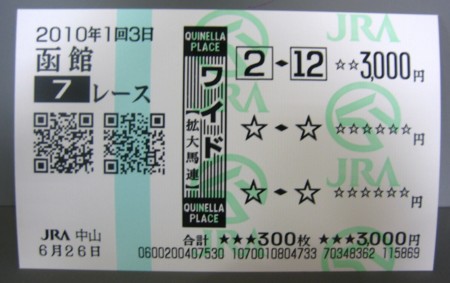 2010年1回3日
函館
7レース
JRA 中山
6月26日
QUINELLA
PLACE
ワイド
【拡大馬連】
QUINELLA
PLACE
JRA
2-12 ☆☆3,000円
☆-☆ ☆☆☆☆☆☆円
☆-☆ ☆☆☆☆☆☆円
JRA
JRA
合計 ★★★300枚 ★★★3,000円
0600200407530 1070010804733 70348362 115869